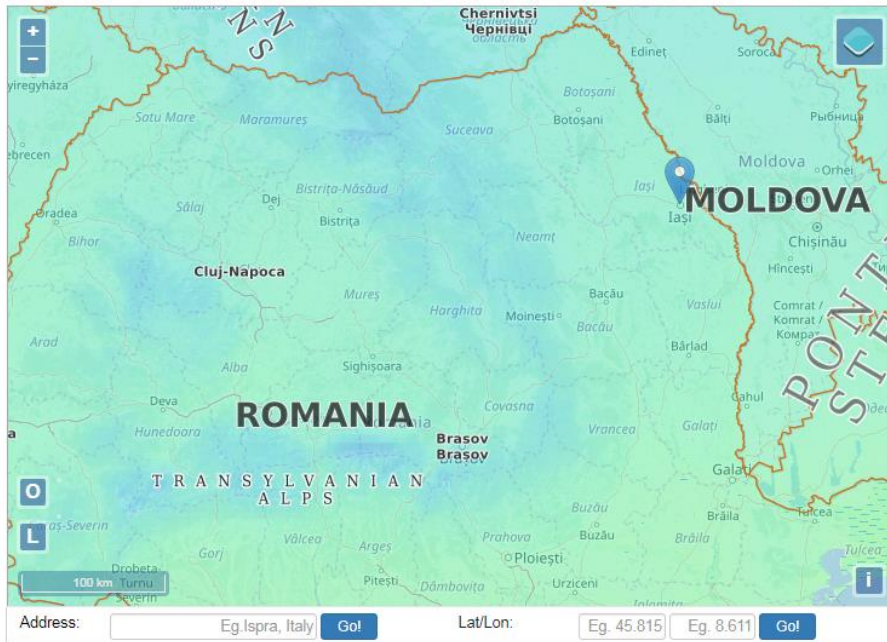 +
−
Chernivtsi
Чернівці
Edineț
Soroca
Satu Mare
Maramureș
Suceava
Botoșani
Botoșani
Bălți
Рыбница
Moldova
Orhei
Oradea
Sălaj
Dej
Bistrița-Năsăud
Bistrița
Iași
Iași
MOLDOVA
Chișinău
Bihor
Neamț
Cluj-Napoca
Hîncești
Mureș
Harghita
Bacău
Moinești
Bacău
Vaslui
Comrat /
Komrat /
Комрат
Arad
Alba
Sighișoara
Bârlad
Deva
Cahul
ROMANIA
Covasna
Hunedoara
Brașov
Brașov
Vrancea
Galați
Galați
TRANSYLVANIAN
ALPS
O
L
Brăila
Tulcea
Buzău
Buzău
Brăila
Tulcea
Gorj
Vâlcea
Argeș
Prahova
Ploiești
Drobeta-
Turnu
Severin
Pitești
Dâmbovița
Urziceni
Ialomița
100 km
i
Address:
Eg.Ispra, Italy
Go!
Lat/Lon:
Eg. 45.815
Eg. 8.611
Go!